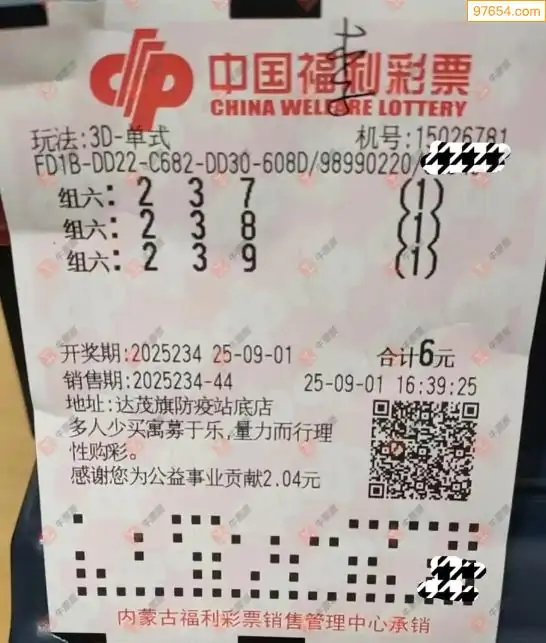 97654.com
李
中国福利彩票
CHINA WELFARE LOTTERY
玩法:3D-单式 机号:15026781
FD1B-DD22-C682-DD30-608D/98990220/
组六: 2 3 7 (1)
组六: 2 3 8 (1)
组六: 2 3 9 (1)
开奖期:2025234 25-09-01 合计6元
销售期:2025234-44 25-09-01 16:39:25
地址:达茂旗防疫站底店
多人少买寓募于乐,量力而行理
性购彩。
感谢您为公益事业贡献2.04元
内蒙古福利彩票销售管理中心承销